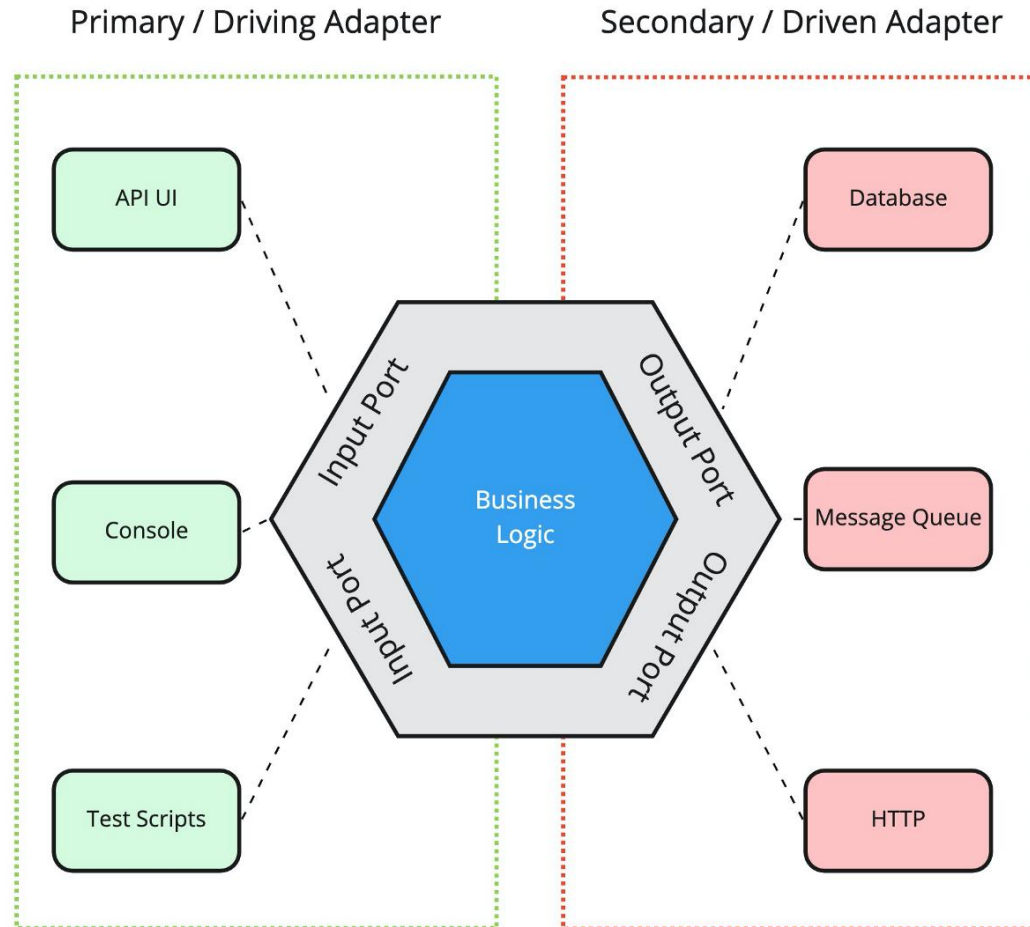 Primary / Driving Adapter
Secondary / Driven Adapter
API UI
Database
Input Port
Output Port
Console
Business
Logic
Message Queue
Input Port
Output Port
Test Scripts
HTTP